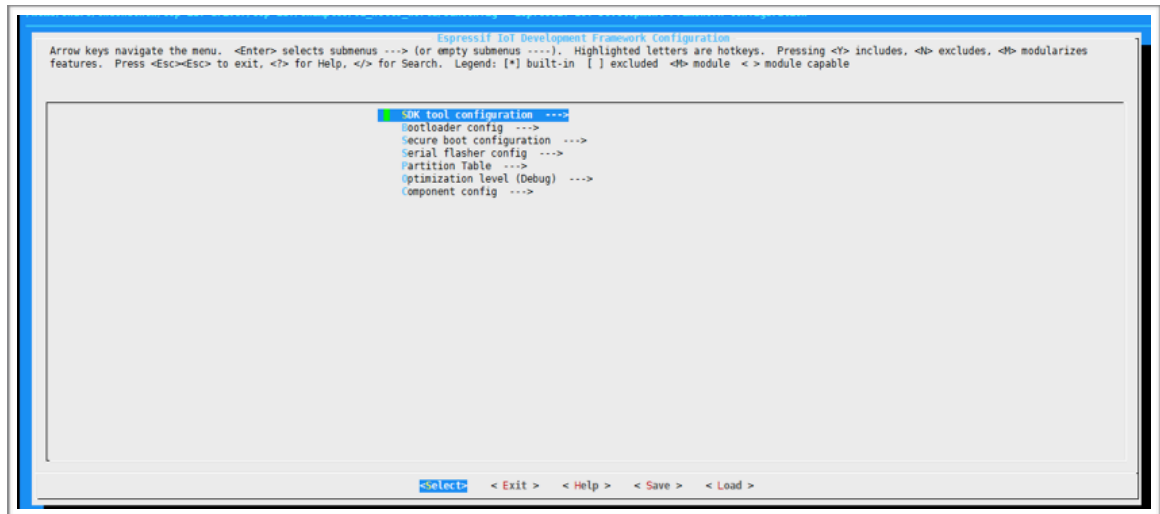 Espressif IoT Development Framework Configuration
Arrow keys navigate the menu.  <Enter> selects submenus ---> (or empty submenus ----).  Highlighted letters are hotkeys.  Pressing <Y> includes, <N> excludes, <M> modularizes
features.  Press <Esc><Esc> to exit, <?> for Help, </> for Search.  Legend: [*] built-in  [ ] excluded  <M> module  < > module capable
SDK tool configuration  --->
Bootloader config  --->
Secure boot configuration  --->
Serial flasher config  --->
Partition Table  --->
Optimization level (Debug)  --->
Component config  --->
<Select>    < Exit >    < Help >    < Save >    < Load >